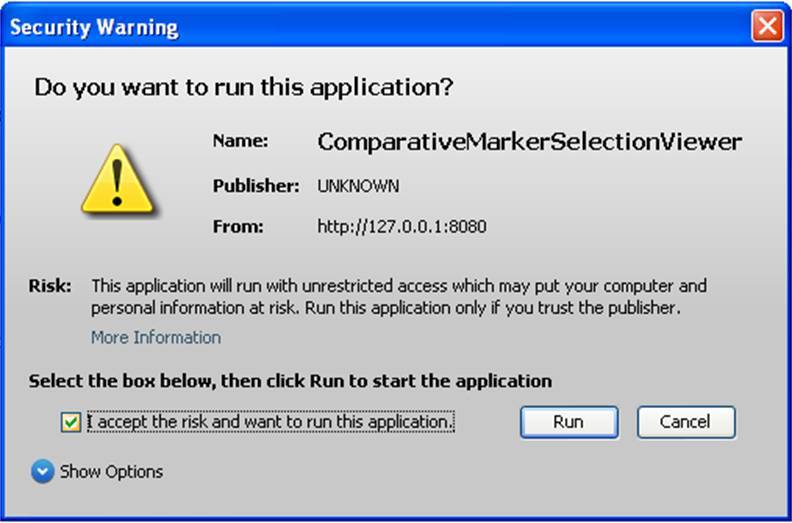 Security Warning
Do you want to run this application?
Name: ComparativeMarkerSelectionViewer
Publisher: UNKNOWN
From: http://127.0.0.1:8080
Risk: This application will run with unrestricted access which may put your computer and
personal information at risk. Run this application only if you trust the publisher.
More Information
Select the box below, then click Run to start the application
I accept the risk and want to run this application. Run Cancel
Show Options